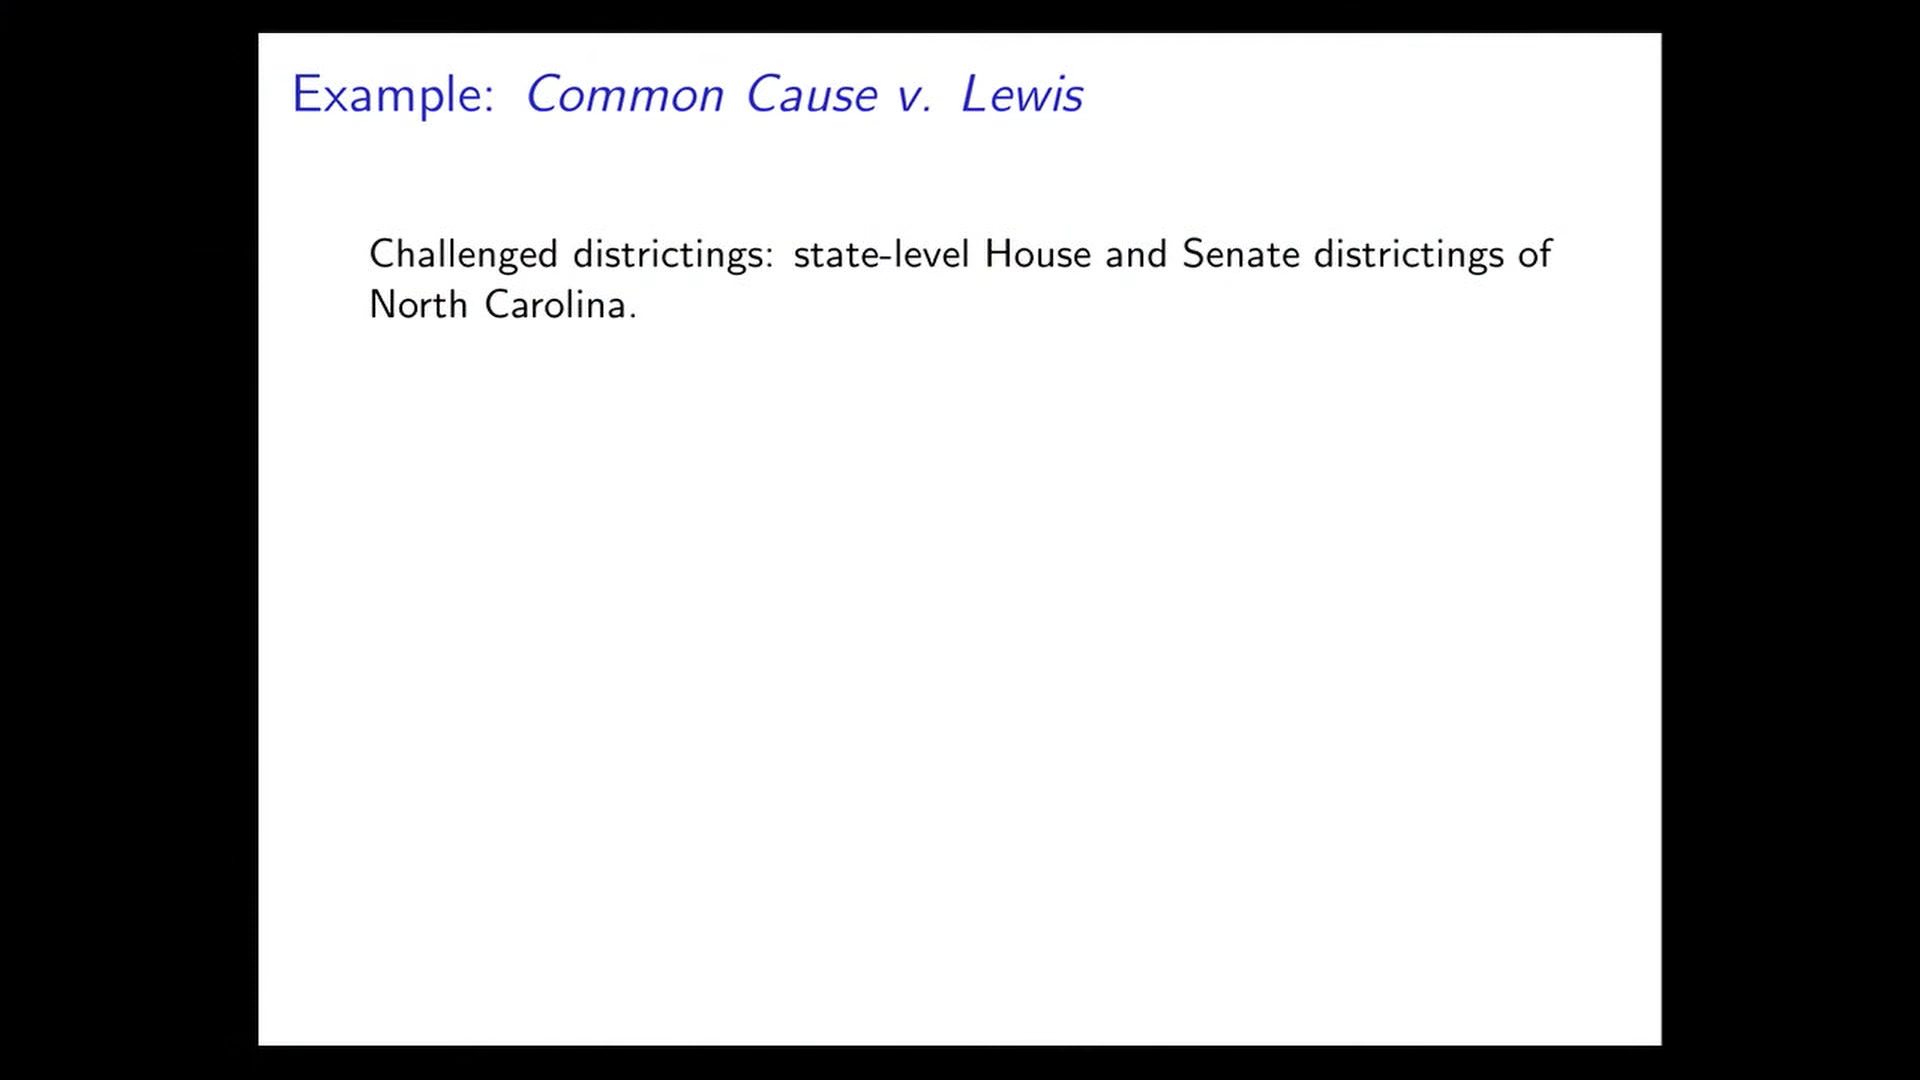 Example: Common Cause v. Lewis
Challenged districtings: state-level House and Senate districtings of
North Carolina.